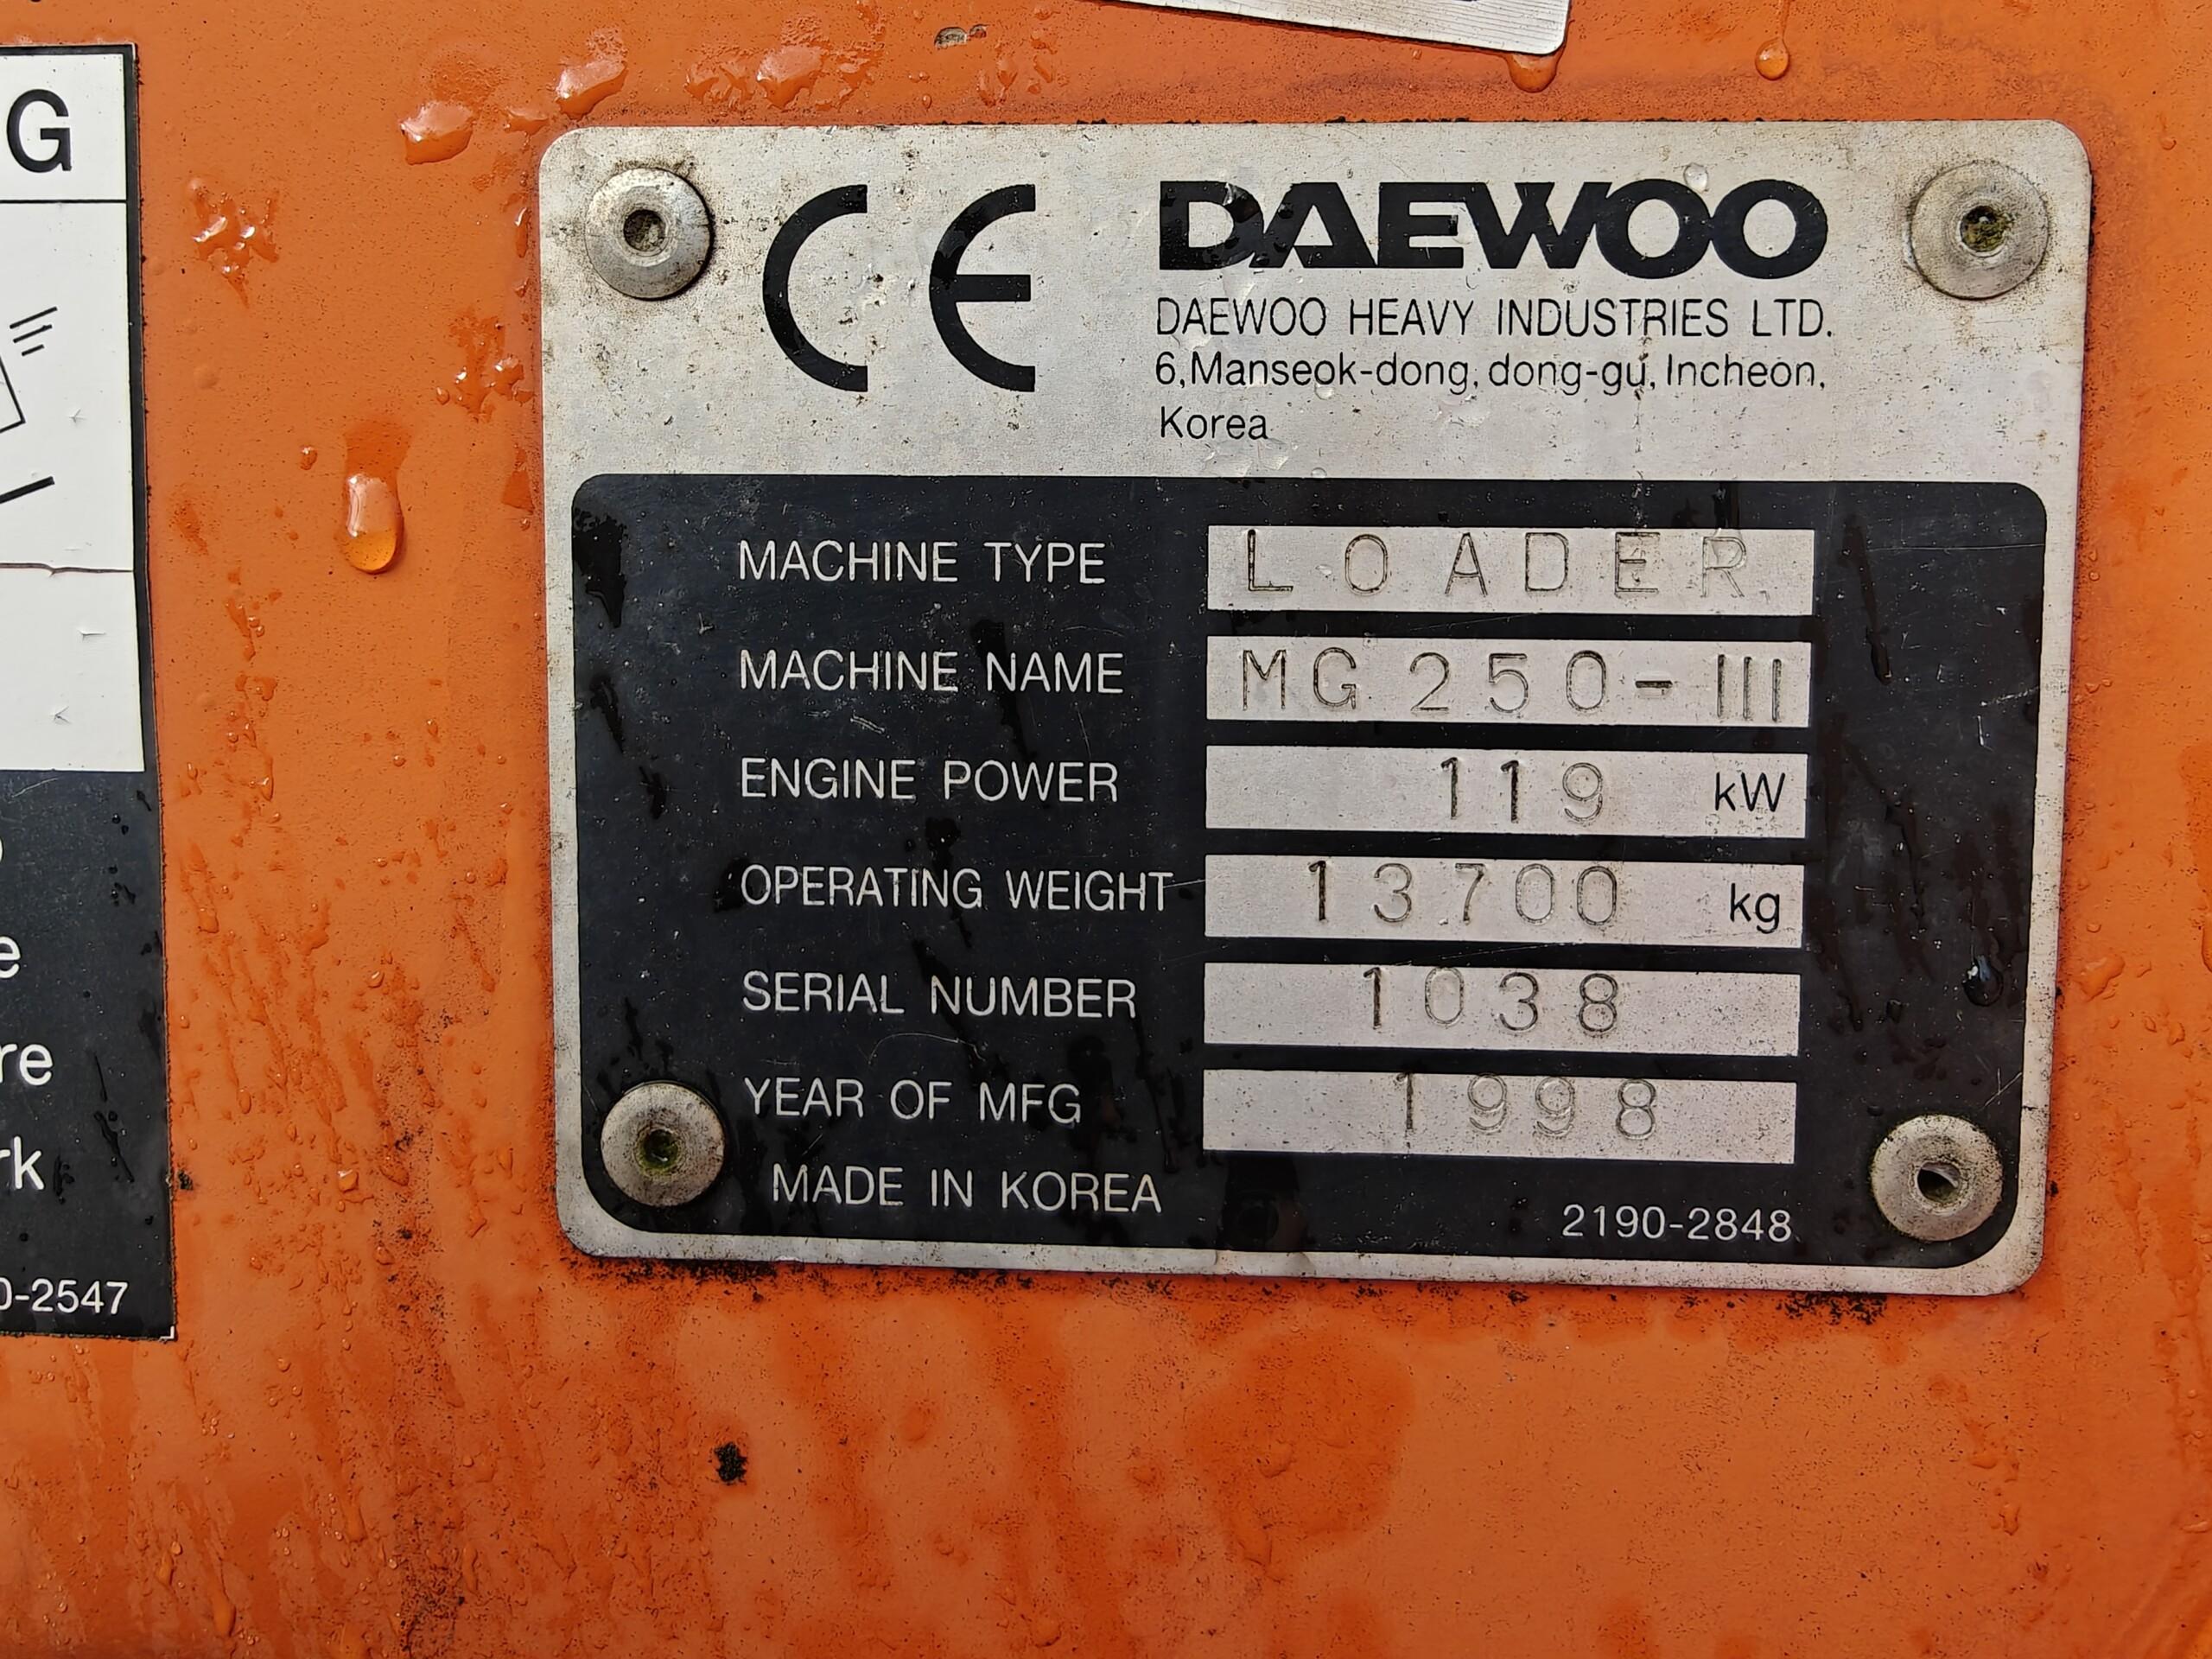 G
e
re
rk
0-2547
CE
DAEWOO
DAEWOO HEAVY INDUSTRIES LTD.
6,Manseok-dong, dong-gu, Incheon,
Korea
MACHINE TYPE LOADER
MACHINE NAME MG250-III
ENGINE POWER 119 kW
OPERATING WEIGHT 13700 kg
SERIAL NUMBER 1038
YEAR OF MFG 1998
MADE IN KOREA
2190-2848